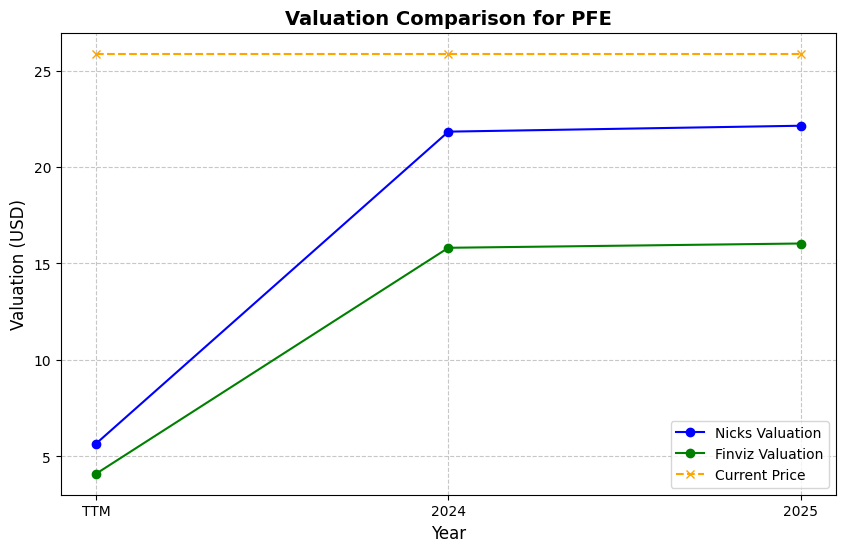 Valuation Comparison for PFE
Valuation (USD)
25
20
15
10
5
TTM
2024
2025
Year
Nicks Valuation
Finviz Valuation
Current Price